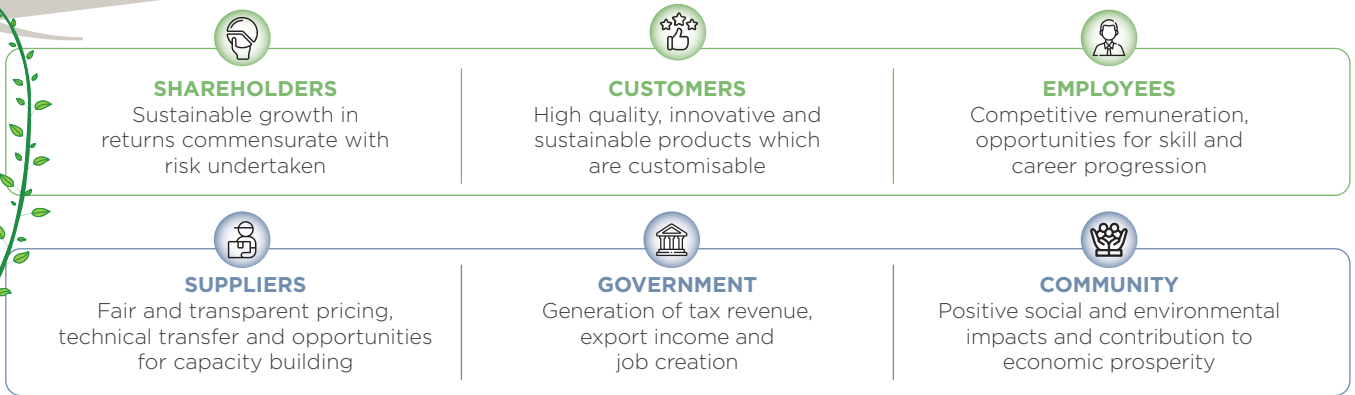 SHAREHOLDERS
Sustainable growth in
returns commensurate with
risk undertaken
CUSTOMERS
High quality, innovative and
sustainable products which
are customisable
EMPLOYEES
Competitive remuneration,
opportunities for skill and
career progression
SUPPLIERS
Fair and transparent pricing,
technical transfer and opportunities
for capacity building
GOVERNMENT
Generation of tax revenue,
export income and
job creation
COMMUNITY
Positive social and environmental
impacts and contribution to
economic prosperity